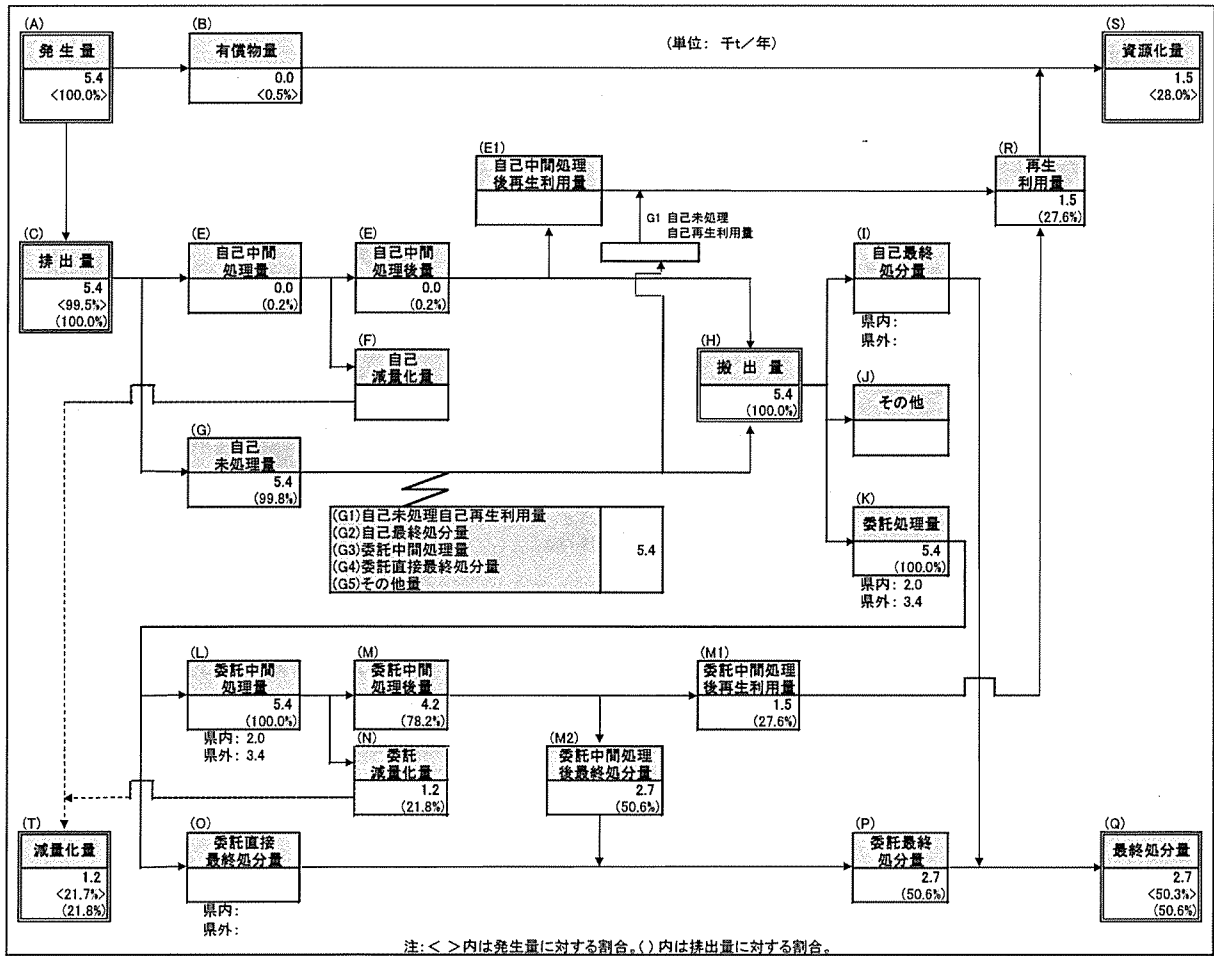 (A)
発 生 量
5.4
<100.0%>
(B)
有償物量
0.0
<0.5%>
(単位： 千t／年)
(S)
資源化量
1.5
<28.0%>
(E1)
自己中間処理
後再生利用量
(R)
再生
利用量
1.5
(27.6%)
G1 自己未処理
自己再生利用量
(C)
排 出 量
5.4
<99.5%>
(100.0%)
(E)
自己中間
処理量
0.0
(0.2%)
(E)
自己中間
処理後量
0.0
(0.2%)
(I)
自己最終
処分量
県内：
県外：
(F)
自己
減量化量
(H)
搬 出 量
5.4
(100.0%)
(J)
その他
(G)
自己
未処理量
5.4
(99.8%)
(G1)自己未処理自己再生利用量
(G2)自己最終処分量
(G3)委託中間処理量
(G4)委託直接最終処分量
(G5)その他量
5.4
(K)
委託処理量
5.4
(100.0%)
県内： 2.0
県外： 3.4
(L)
委託中間
処理量
5.4
(100.0%)
県内： 2.0
県外： 3.4
(M)
委託中間
処理後量
4.2
(78.2%)
(M1)
委託中間処理
後再生利用量
1.5
(27.6%)
(N)
委託
減量化量
1.2
(21.8%)
(M2)
委託中間処理
後最終処分量
2.7
(50.6%)
(T)
減量化量
1.2
<21.7%>
(21.8%)
(O)
委託直接
最終処分量
県内：
県外：
(P)
委託最終
処分量
2.7
(50.6%)
(Q)
最終処分量
2.7
<50.3%>
(50.6%)
注：＜ ＞内は発生量に対する割合。( )内は排出量に対する割合。